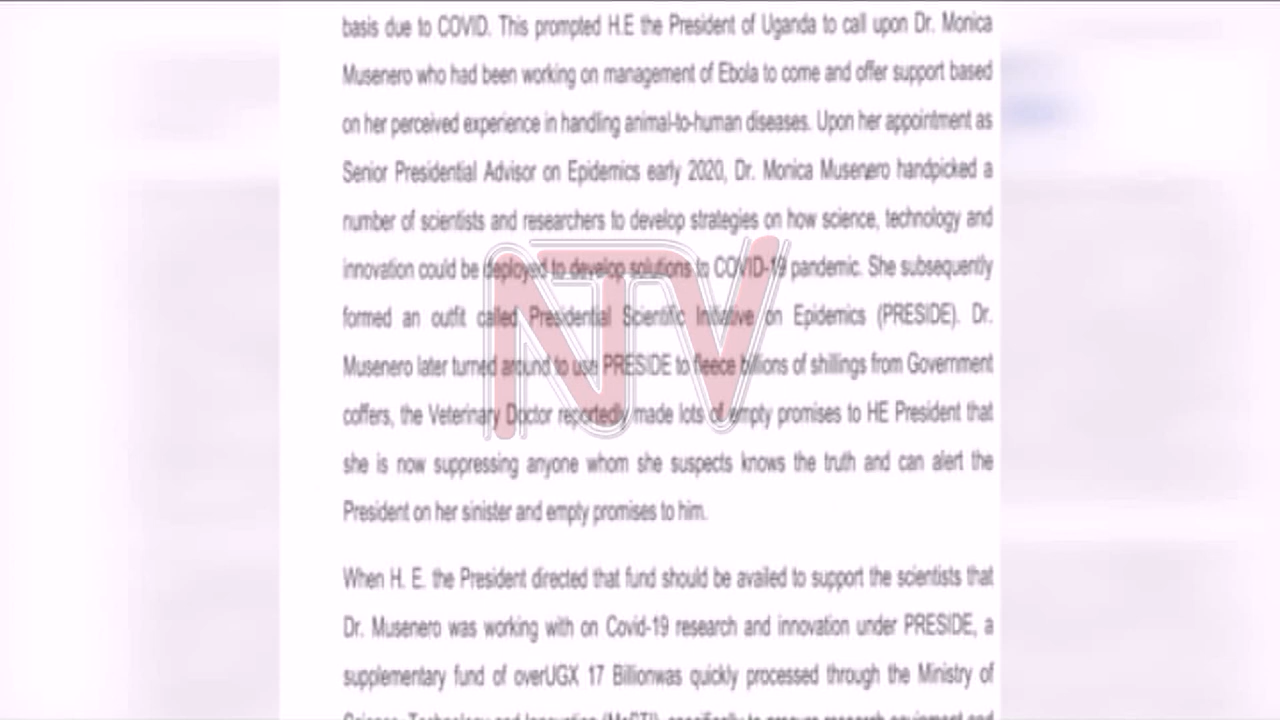 basis due to COVID. This prompted H.E the President of Uganda to call upon Dr. Monica
Musenero who had been working on management of Ebola to come and offer support based
on her perceived experience in handling animal-to-human diseases. Upon her appointment as
Senior Presidential Advisor on Epidemics early 2020, Dr. Monica Musenero handpicked a
number of scientists and researchers to develop strategies on how science, technology and
innovation could be deployed to develop solutions to COVID-19 pandemic. She subsequently
formed an outfit called Presidential Scientific Initiative on Epidemics (PRESIDE). Dr.
Musenero later turned around to use PRESIDE to fleece billions of shillings from Government
coffers, the Veterinary Doctor reportedly made lots of empty promises to HE President that
she is now suppressing anyone whom she suspects knows the truth and can alert the
President on her sinister and empty promises to him.
When H. E. the President directed that fund should be availed to support the scientists that
Dr. Musenero was working with on Covid-19 research and innovation under PRESIDE, a
supplementary fund of overUGX 17 Billionwas quickly processed through the Ministry of
NTV